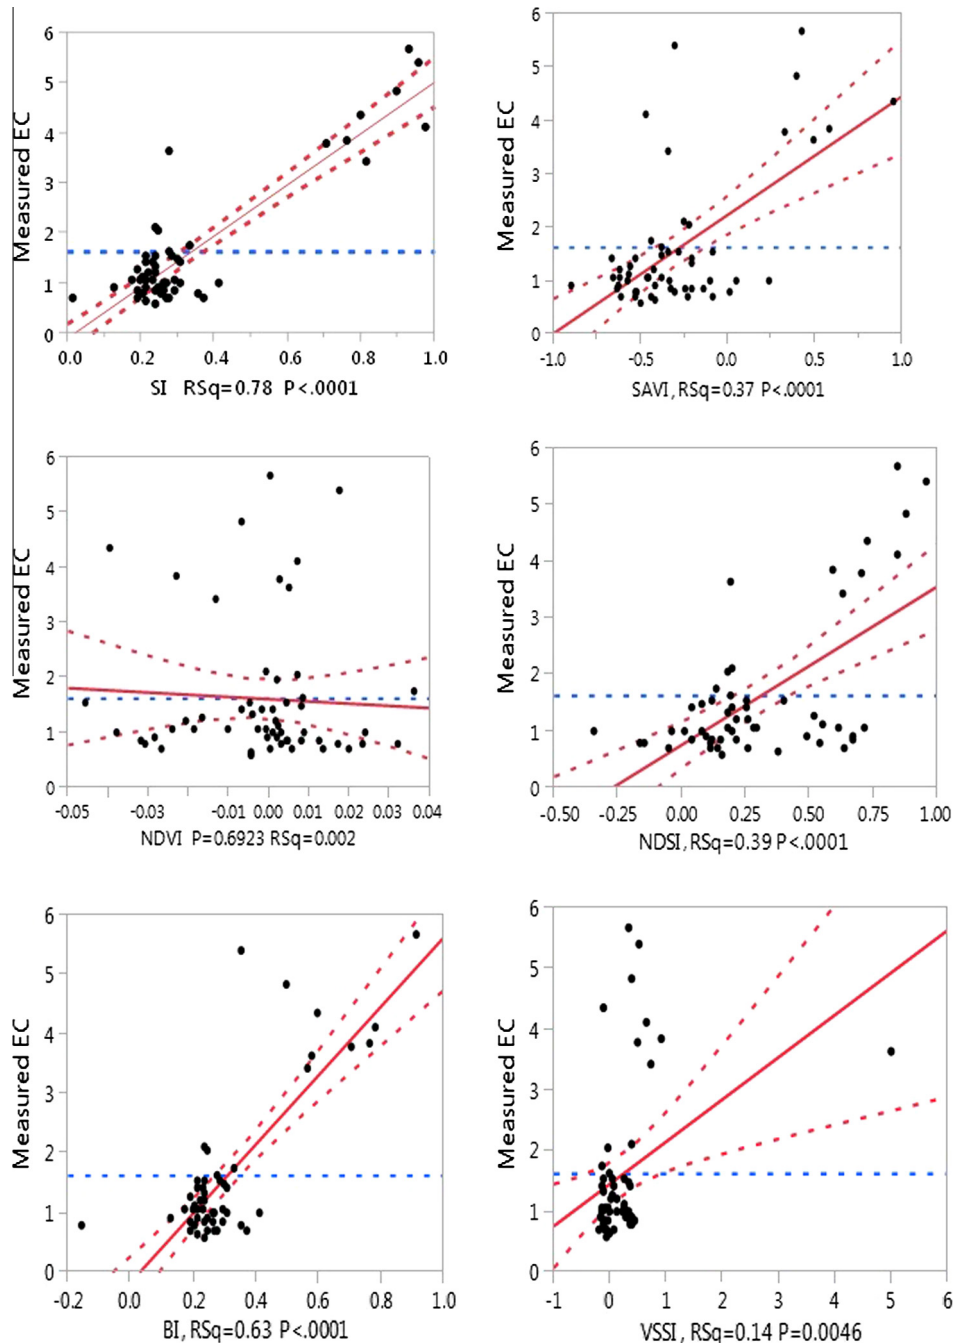 6
5
4
3
2
1
0
Measured EC
0.0 0.2 0.4 0.6 0.8 1.0
SI RSq=0.78 P<.0001
6
5
4
3
2
1
0
Measured EC
-1.0 -0.5 0.0 0.5 1.0
SAVI, RSq=0.37 P<.0001
6
5
4
3
2
1
0
Measured EC
-0.05 -0.03 -0.01 0.00 0.01 0.02 0.03 0.04
NDVI P=0.6923 RSq=0.002
6
5
4
3
2
1
0
Measured EC
-0.50 -0.25 0.00 0.25 0.50 0.75 1.00
NDSI, RSq=0.39 P<.0001
6
5
4
3
2
1
0
Measured EC
-0.2 0.0 0.2 0.4 0.6 0.8 1.0
BI, RSq=0.63 P<.0001
6
5
4
3
2
1
0
Measured EC
-1 0 1 2 3 4 5 6
VSSI, RSq=0.14 P=0.0046